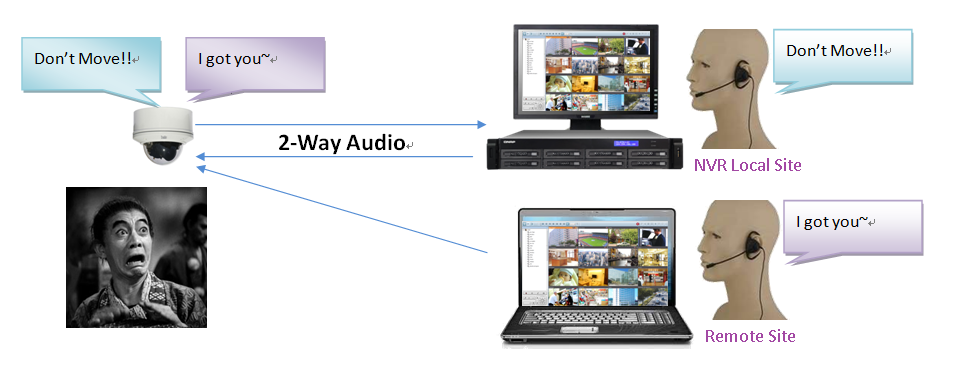 Don't Move!!
I got you~
Don't Move!!
2-Way Audio
NVR Local Site
I got you~
Remote Site